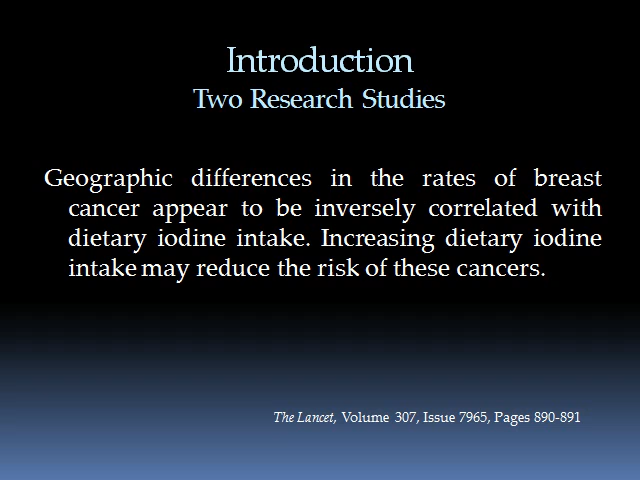 Introduction
Two Research Studies
Geographic differences in the rates of breast
cancer appear to be inversely correlated with
dietary iodine intake. Increasing dietary iodine
intake may reduce the risk of these cancers.
The Lancet, Volume 307, Issue 7965, Pages 890-891